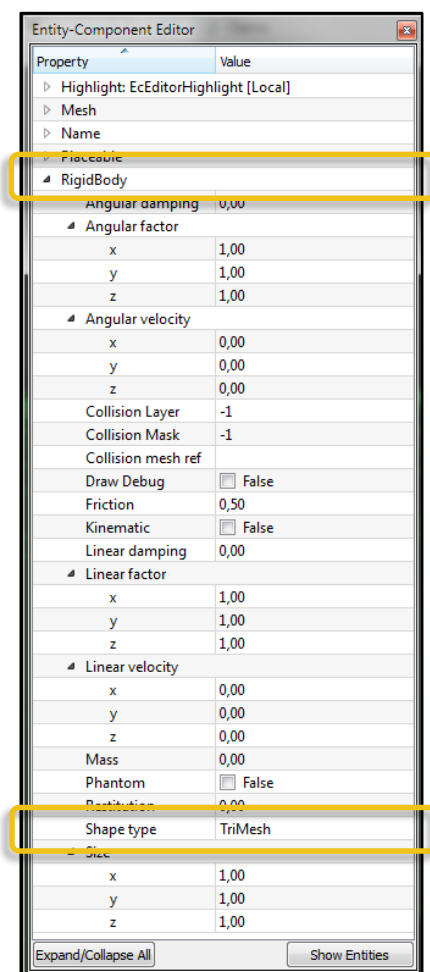 Entity-Component Editor
Property Value
Highlight: EcEditorHighlight [Local]
Mesh
Name
Placeable
RigidBody
Angular damping 0,00
Angular factor
x 1,00
y 1,00
z 1,00
Angular velocity
x 0,00
y 0,00
z 0,00
Collision Layer -1
Collision Mask -1
Collision mesh ref
Draw Debug False
Friction 0,50
Kinematic False
Linear damping 0,00
Linear factor
x 1,00
y 1,00
z 1,00
Linear velocity
x 0,00
y 0,00
z 0,00
Mass 0,00
Phantom False
Restitution 0,00
Shape type TriMesh
Size
x 1,00
y 1,00
z 1,00
Expand/Collapse All Show Entities